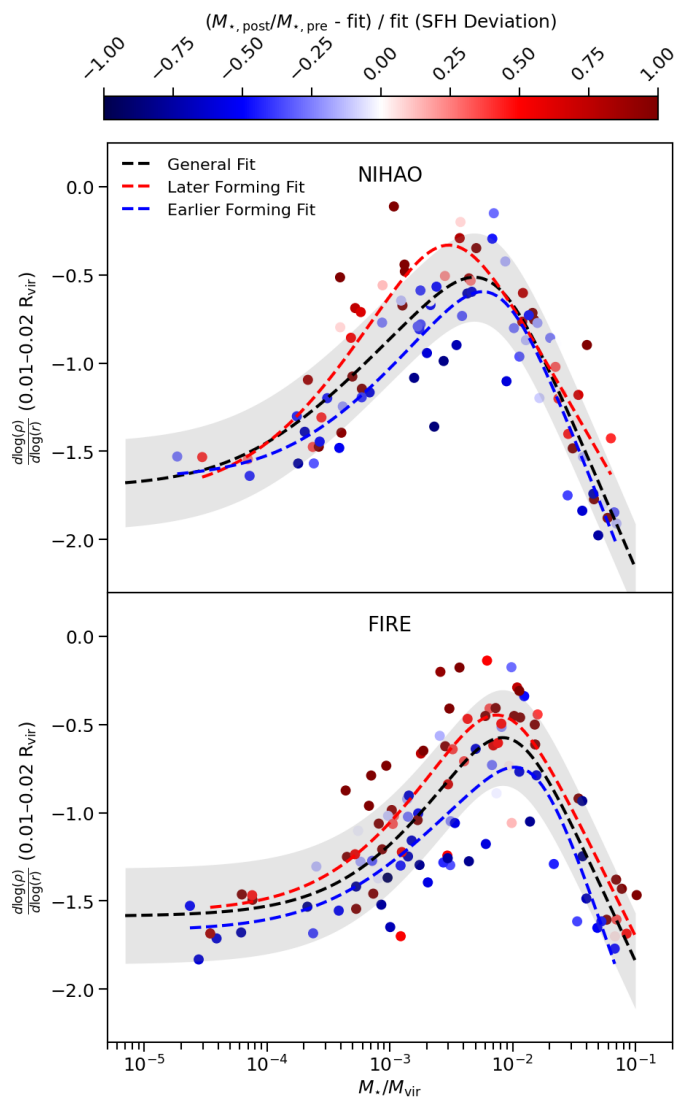 (M⋆,post/M⋆,pre - fit) / fit (SFH Deviation)
−1.00 −0.75 −0.50 −0.25 0.00 0.25 0.50 0.75 1.00
NIHAO
General Fit
Later Forming Fit
Earlier Forming Fit
0.0
−0.5
−1.0
−1.5
−2.0
dlog(ρ)/dlog(r) (0.01–0.02 Rvir)
FIRE
0.0
−0.5
−1.0
−1.5
−2.0
dlog(ρ)/dlog(r) (0.01–0.02 Rvir)
10⁻⁵ 10⁻⁴ 10⁻³ 10⁻² 10⁻¹
M⋆/Mvir